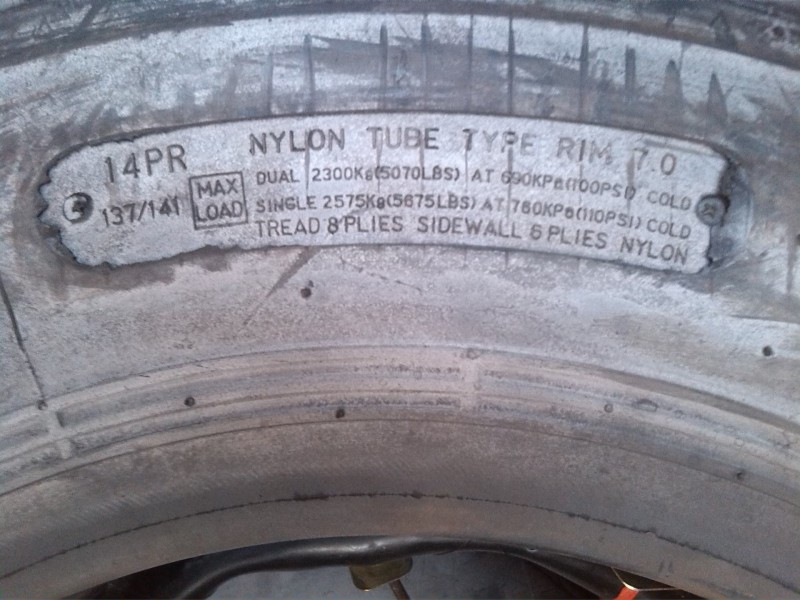 NYLON TUBE TYPE RIM 7.0
14PR
137/141
MAX
LOAD
DUAL 2300KG(5070LBS) AT 690KPa(100PSI) COLD
SINGLE 2575KG(5675LBS) AT 760KPa(110PSI) COLD
TREAD 8 PLIES SIDEWALL 6 PLIES NYLON